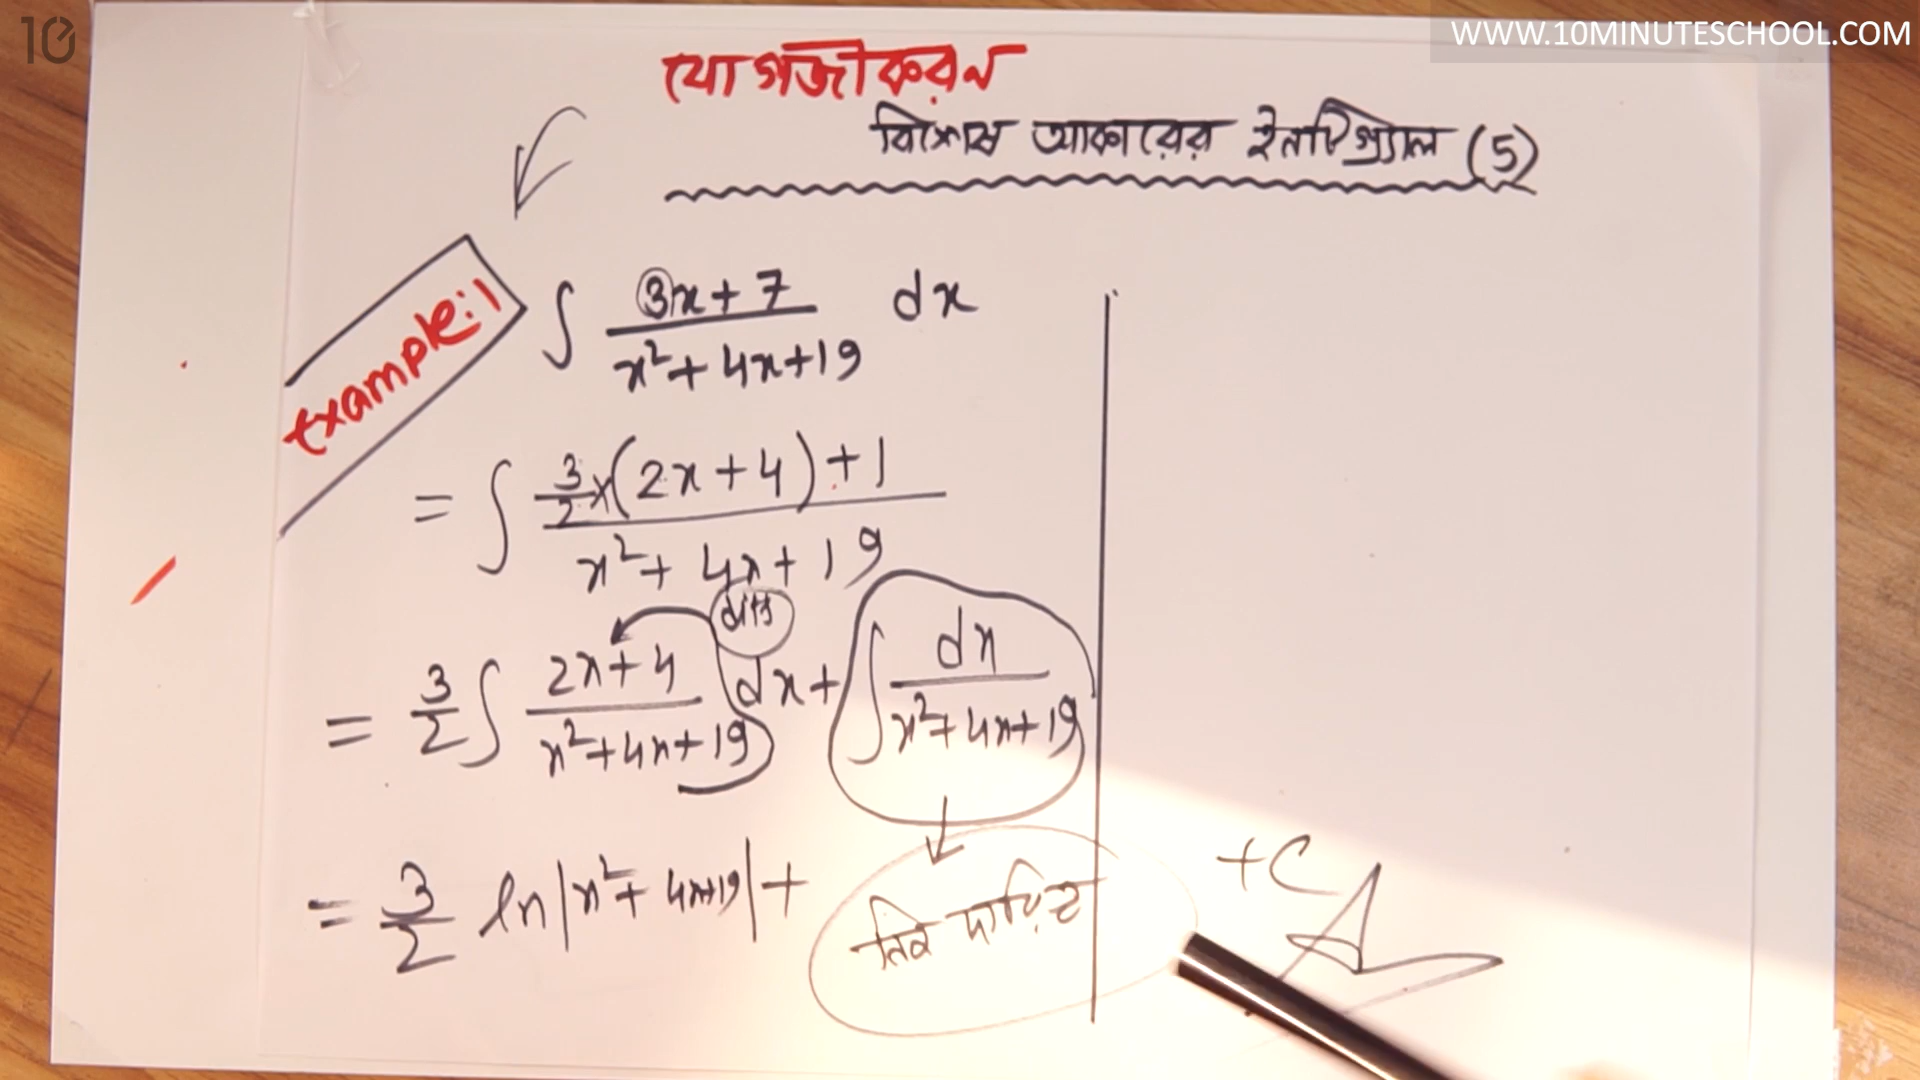 10
WWW.10MINUTESCHOOL.COM
যোগজীকরণ
বিশেষ আকারের ইনটিগ্র্যাল (5)
Example: 1
∫ (3x+7)/(x²+4x+19) dx
= ∫ (3/2×(2x+4)+1)/(x²+4x+19)
diff
= 3/2 ∫ (2x+4)/(x²+4x+19) dx + ∫ dx/(x²+4x+19)
= 3/2 ln|x²+4x+19| + নিজ দায়িত্ব +C